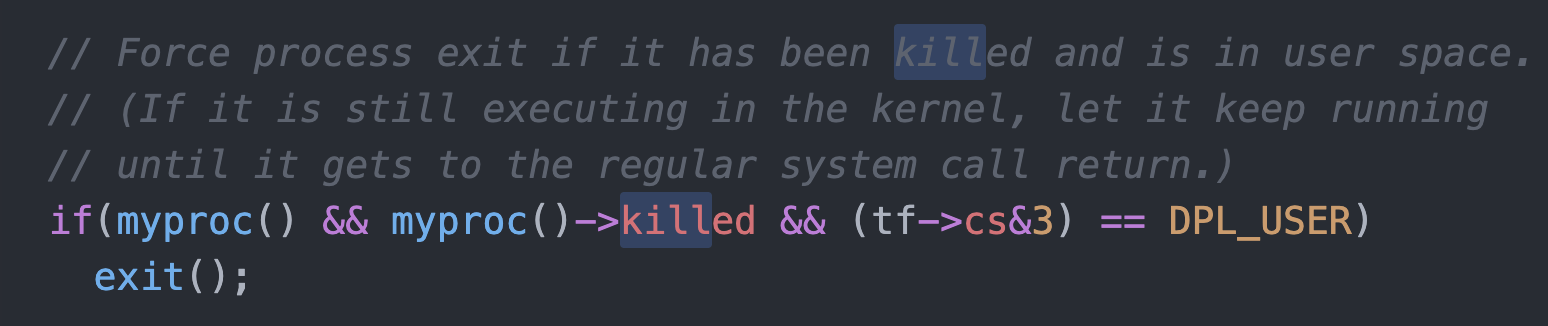 // Force process exit if it has been killed and is in user space.
// (If it is still executing in the kernel, let it keep running
// until it gets to the regular system call return.)
if(myproc() && myproc()->killed && (tf->cs&3) == DPL_USER)
  exit();